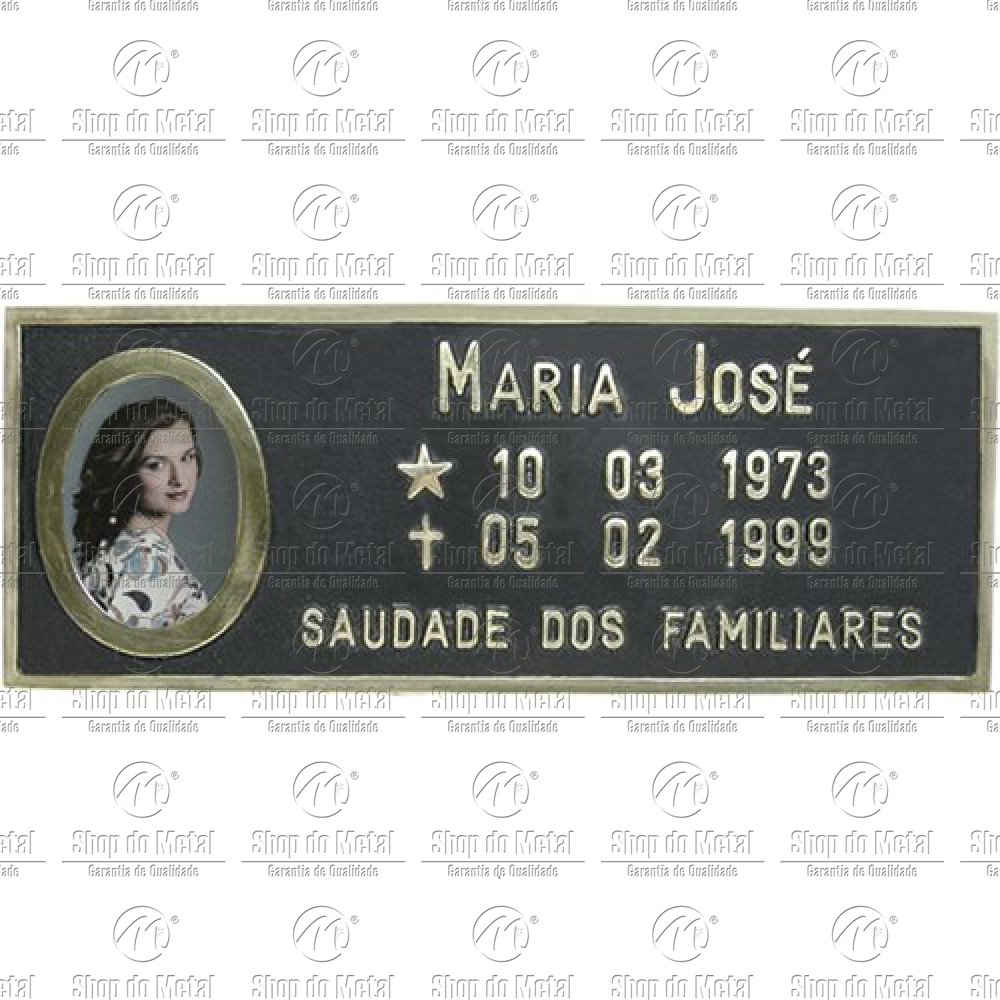 MARIA JOSÉ
★ 10 03 1973
✝ 05 02 1999
SAUDADE DOS FAMILIARES
Shop do Metal
Garantia de Qualidade